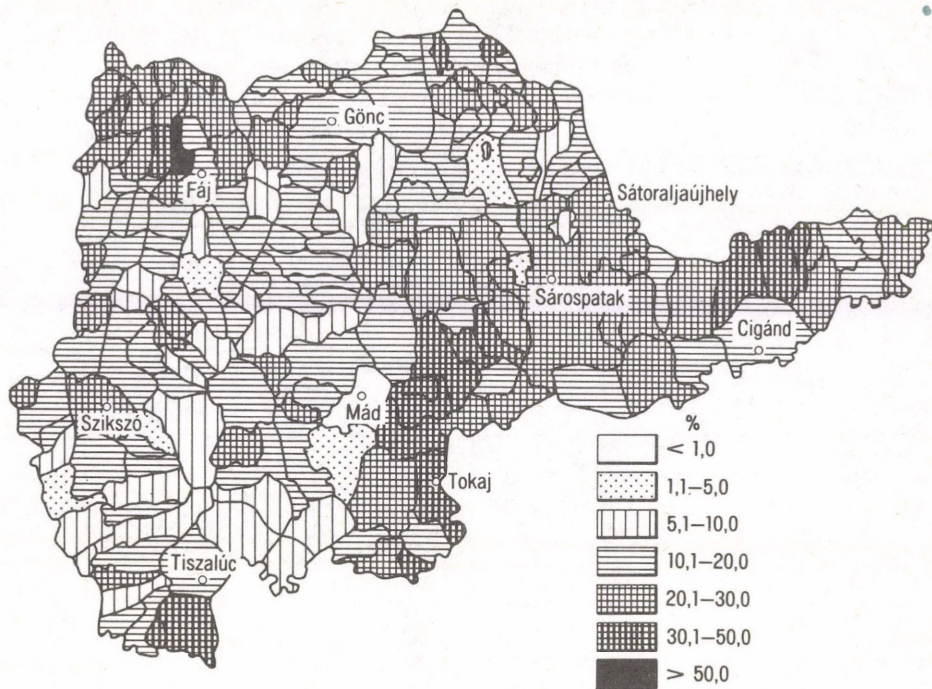 Gönc
Fáj
Sátoraljaújhely
Sárospatak
Cigánd
Mád
Szikszó
Tokaj
Tiszalúc
%
< 1,0
1,1–5,0
5,1–10,0
10,1–20,0
20,1–30,0
30,1–50,0
> 50,0